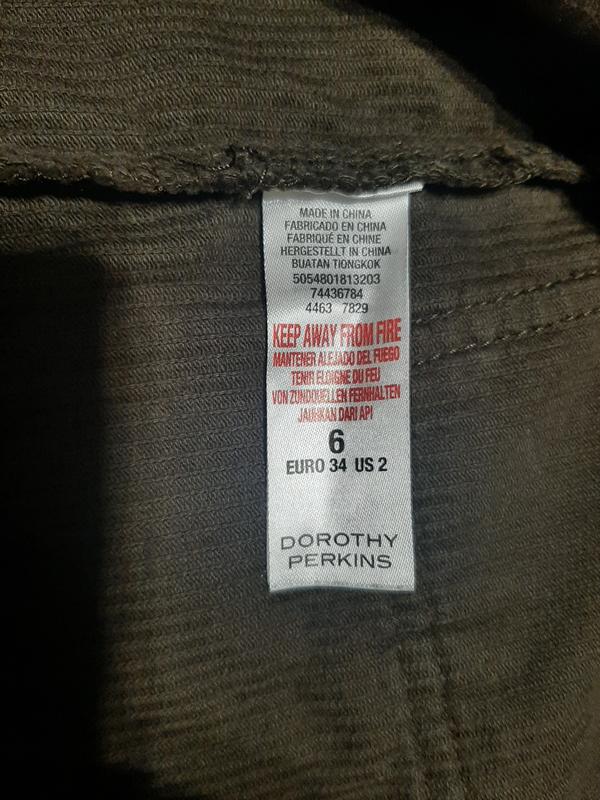 MADE IN CHINA
FABRICADO EN CHINA
FABRIQUÉ EN CHINE
HERGESTELLT IN CHINA
BUATAN TIONGKOK
5054801813203
74436784
4463 7829
KEEP AWAY FROM FIRE
MANTENER ALEJADO DEL FUEGO
TENIR ELOIGNE DU FEU
VON ZUNDQUELLEN FERNHALTEN
JAUHKAN DARI API
6
EURO 34 US 2
DOROTHY
PERKINS